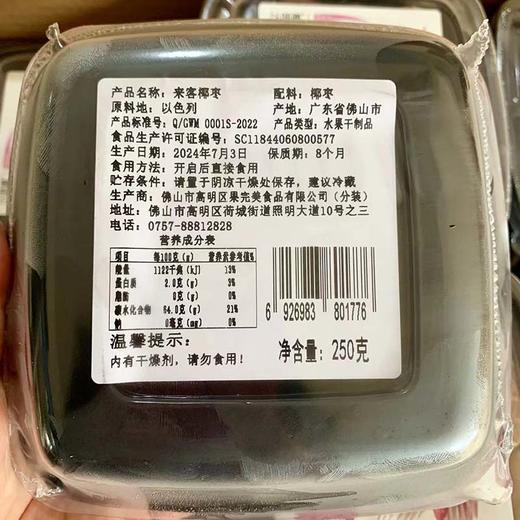 产品名称：来客椰枣 配料：椰枣
原料地：以色列 产地：广东省佛山市
产品标准号：Q/GWM 0001S-2022 产品类型：水果干制品
食品生产许可证编号：SC11844060800577
生产日期：2024年7月3日 保质期：8个月
食用方法：开启后直接食用
贮存条件：请置于阴凉干燥处保存，建议冷藏
生产商：佛山市高明区果完美食品有限公司（分装）
地址：佛山市高明区荷城街道照明大道10号之三
电话：0757-88812828
营养成分表
项目 每100克(g) 营养素参考值%
能量 1122千焦(kJ) 13%
蛋白质 2.0克(g) 3%
脂肪 0克(g) 0%
碳水化合物 64.0克(g) 21%
钠 0毫克(mg) 0%
6 926983 801776
温馨提示：
内有干燥剂，请勿食用！
净含量：250克